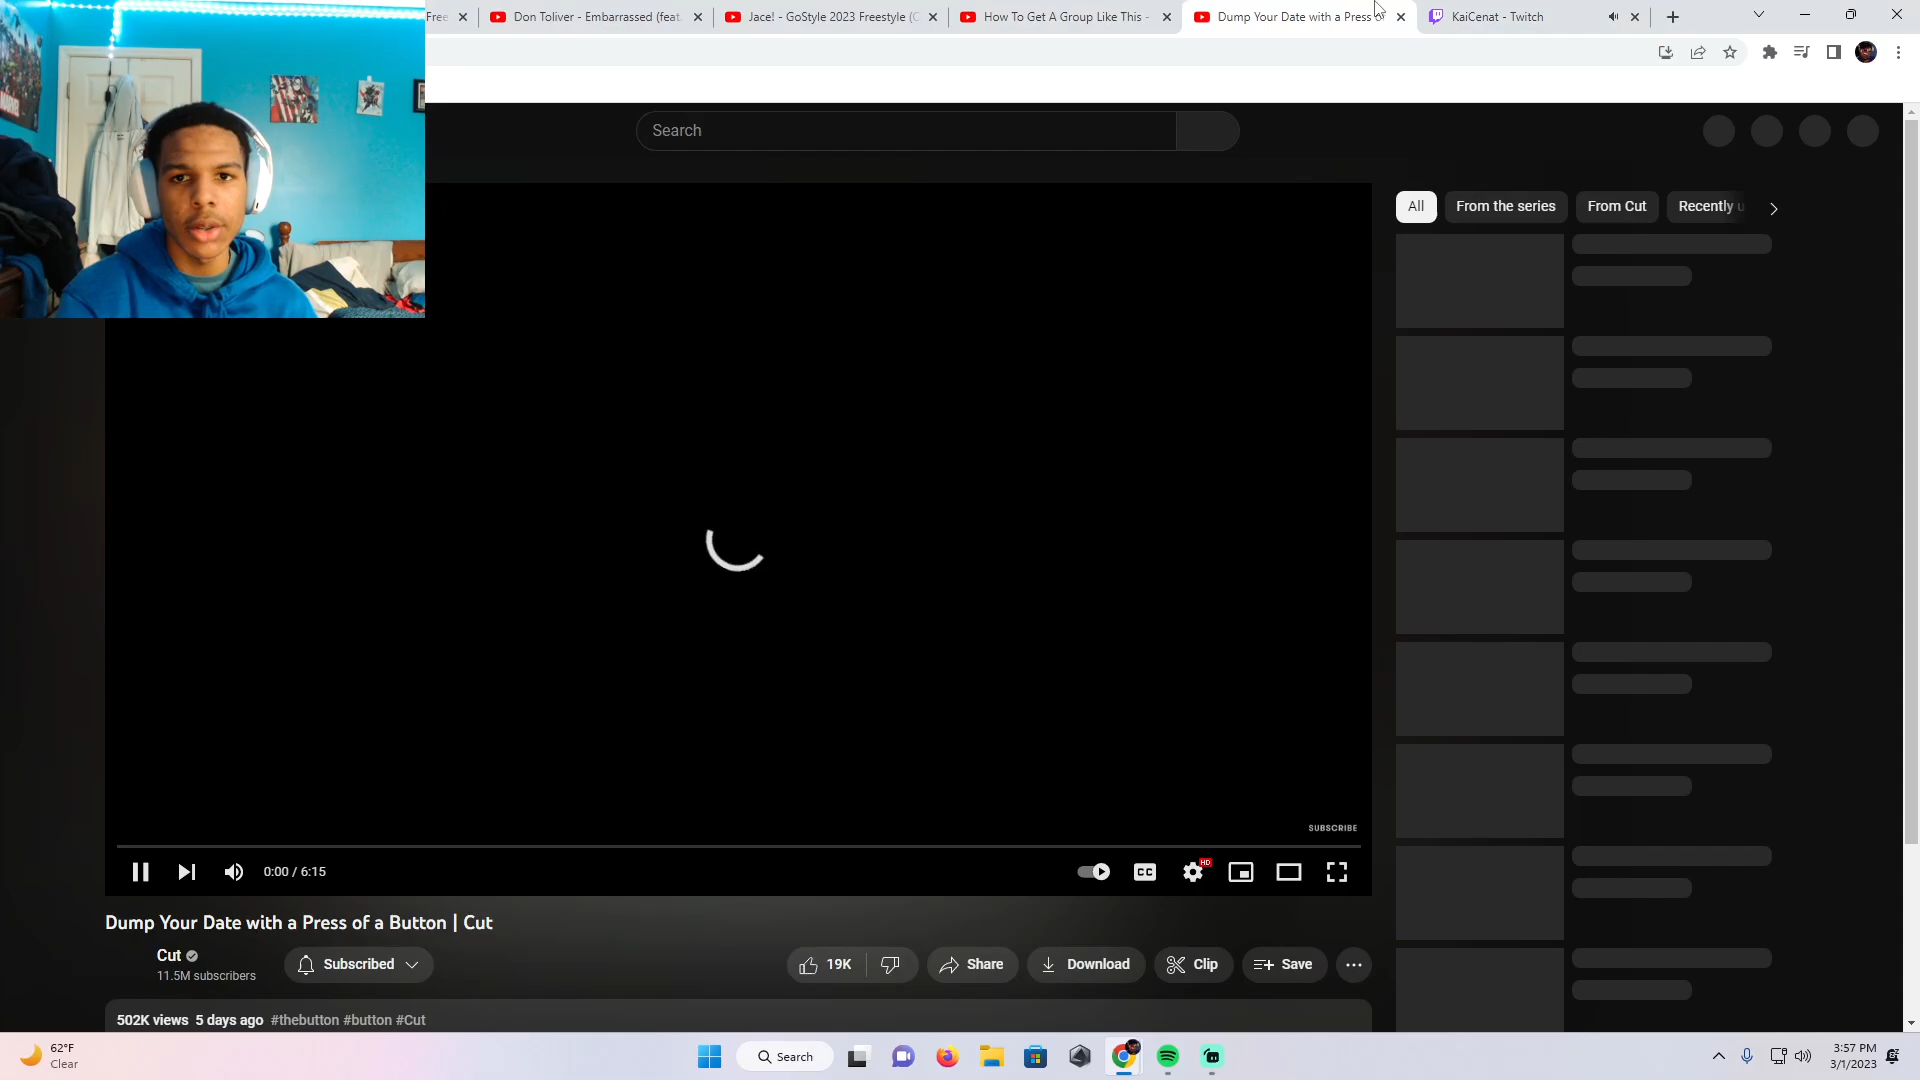 Free
Don Toliver - Embarrassed (feat.
Jace! - GoStyle 2023 Freestyle (C
How To Get A Group Like This -
Dump Your Date with a Press o
KaiCenat - Twitch
Search
All
From the series
From Cut
Recently u
SUBSCRIBE
0:00 / 6:15
CC
HD
Dump Your Date with a Press of a Button | Cut
Cut
11.5M subscribers
Subscribed
19K
Share
Download
Clip
Save
502K views 5 days ago #thebutton #button #Cut
62°F
Clear
Search
3:57 PM
3/1/2023